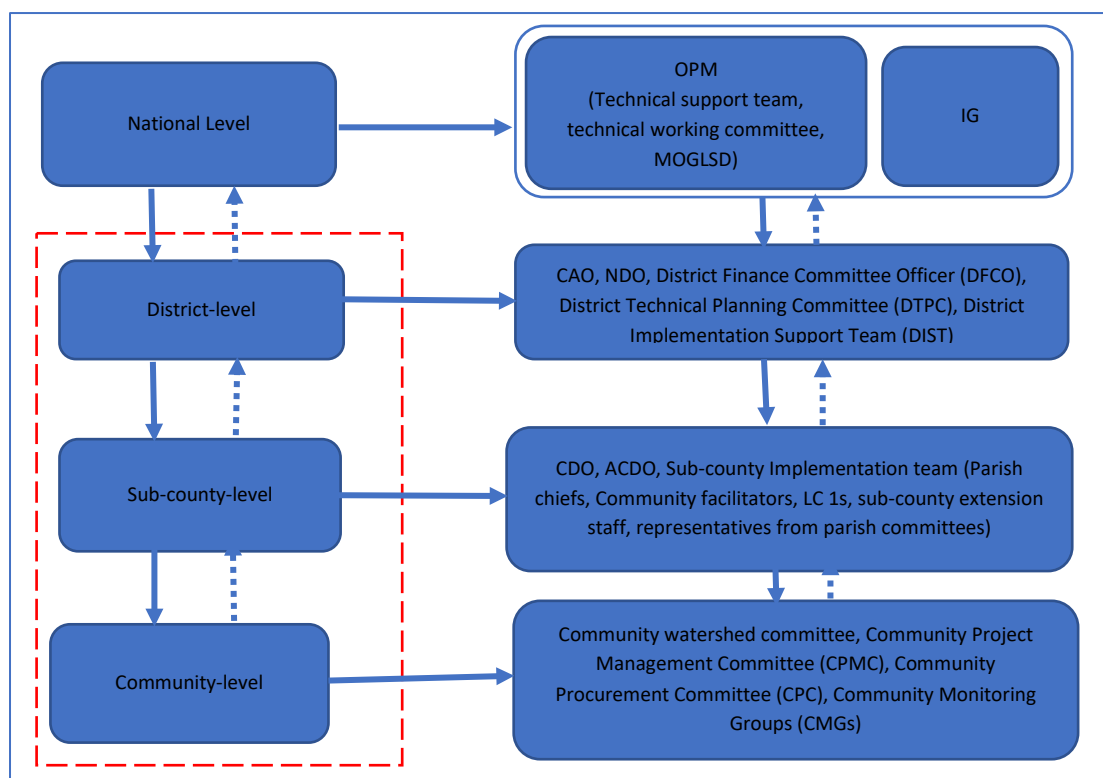 National Level
OPM
(Technical support team,
technical working committee,
MOGLSD)
IG
District-level
CAO, NDO, District Finance Committee Officer (DFCO),
District Technical Planning Committee (DTPC), District
Implementation Support Team (DIST)
Sub-county-level
CDO, ACDO, Sub-county Implementation team (Parish
chiefs, Community facilitators, LC 1s, sub-county extension
staff, representatives from parish committees)
Community-level
Community watershed committee, Community Project
Management Committee (CPMC), Community
Procurement Committee (CPC), Community Monitoring
Groups (CMGs)